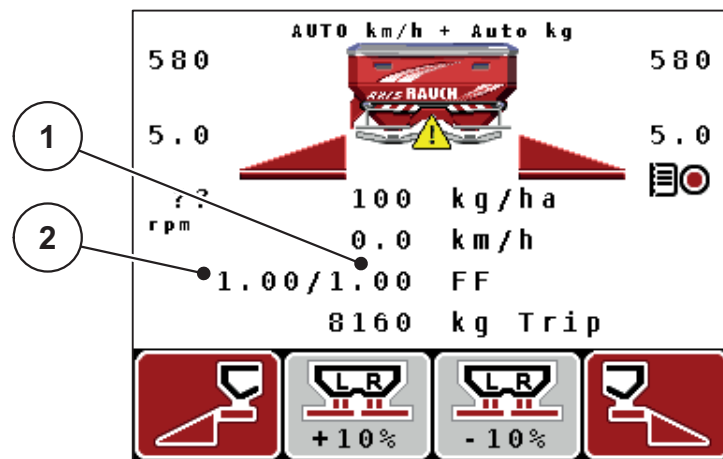 AUTO km/h + Auto kg
580 580
AXIS RAUCH
1
5.0 5.0
?? 100 kg/ha
rpm
2
0.0 km/h
1.00/1.00 FF
8160 kg Trip
L R L R
+10% -10%